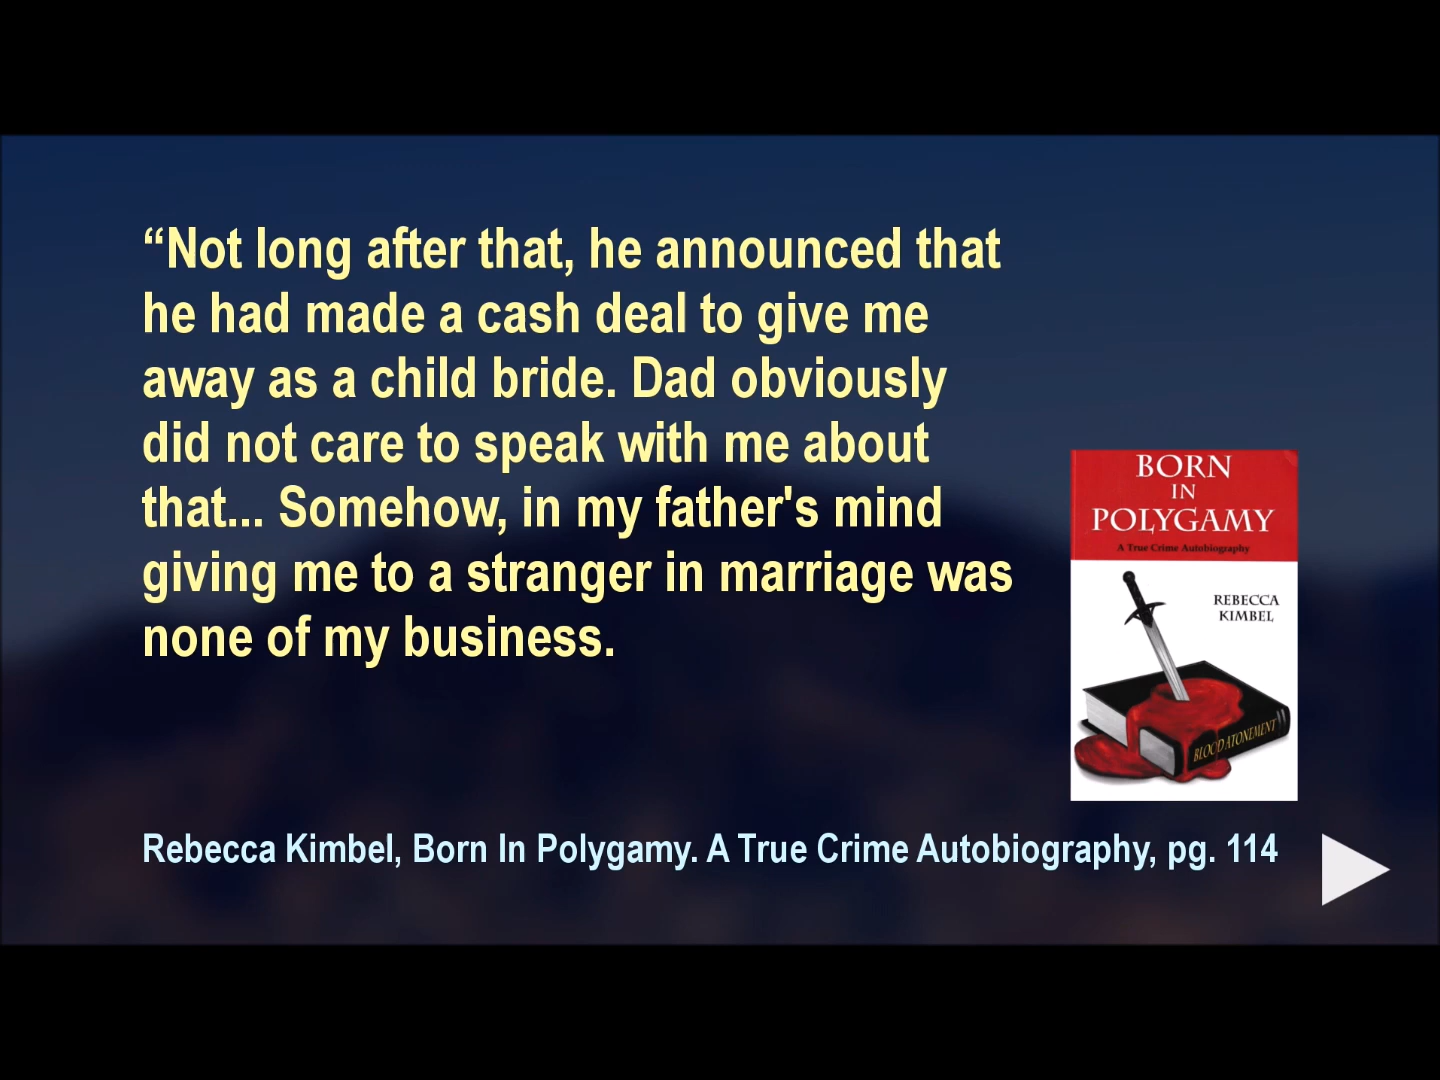 “Not long after that, he announced that
he had made a cash deal to give me
away as a child bride. Dad obviously
did not care to speak with me about
that... Somehow, in my father's mind
giving me to a stranger in marriage was
none of my business.
BORN
IN
POLYGAMY
A True Crime Autobiography
REBECCA
KIMBEL
BLOOD ATONEMENT
Rebecca Kimbel, Born In Polygamy. A True Crime Autobiography, pg. 114